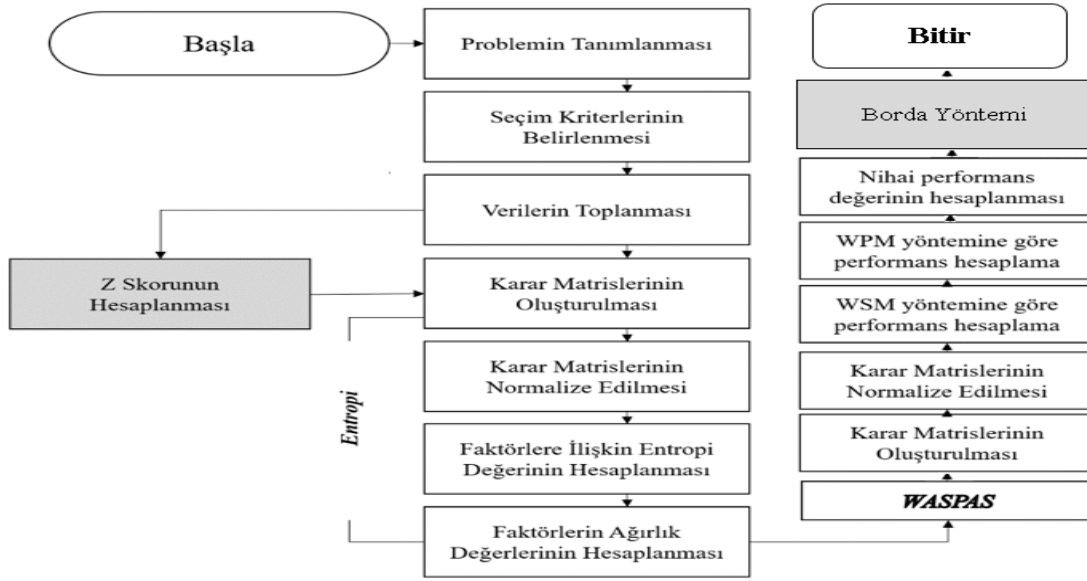 Başla
Problemin Tanımlanması
Seçim Kriterlerinin
Belirlenmesi
Verilerin Toplanması
Z Skorunun
Hesaplanması
Karar Matrislerinin
Oluşturulması
Entropi
Karar Matrislerinin
Normalize Edilmesi
Faktörlere İlişkin Entropi
Değerinin Hesaplanması
Faktörlerin Ağırlık
Değerlerinin Hesaplanması
WASPAS
Karar Matrislerinin
Oluşturulması
Karar Matrislerinin
Normalize Edilmesi
WSM yöntemine göre
performans hesaplama
WPM yöntemine göre
performans hesaplama
Nihai performans
değerinin hesaplanması
Borda Yöntemi
Bitir